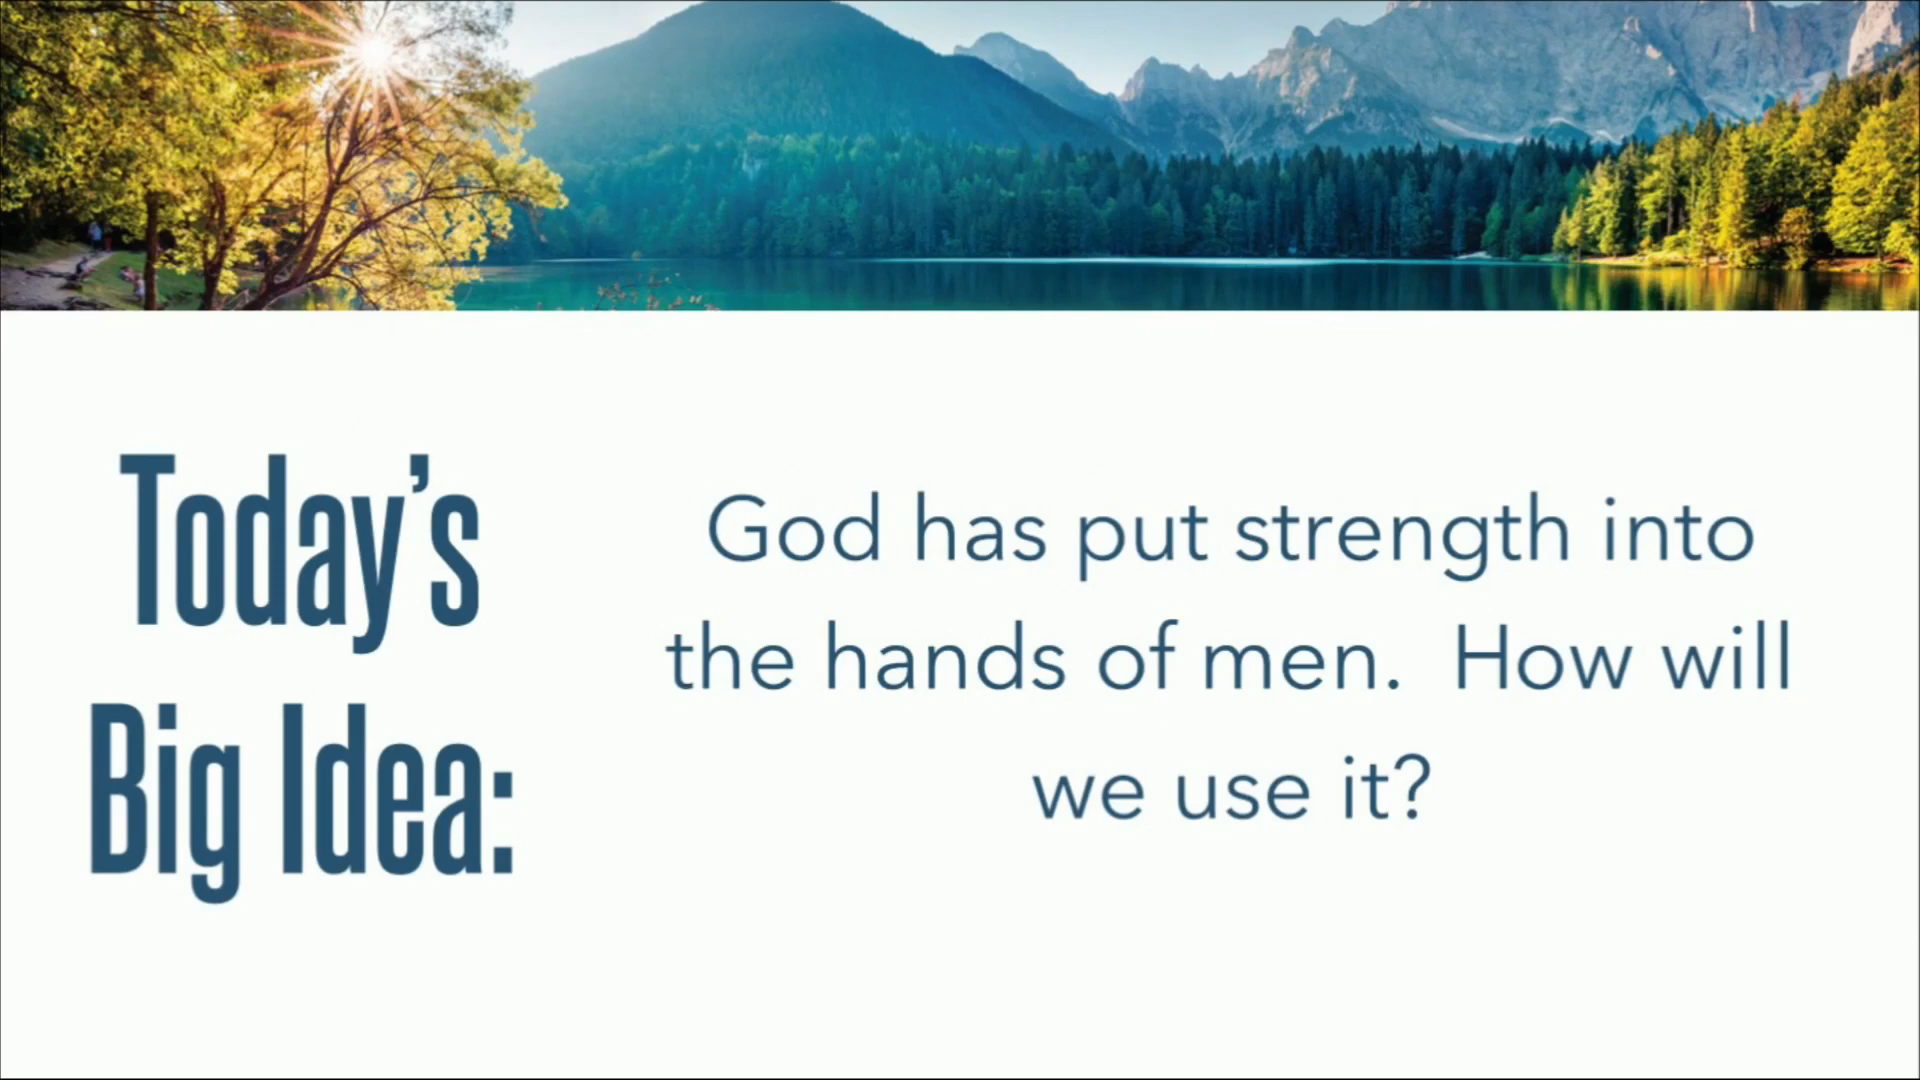 Today’s
Big Idea:
God has put strength into
the hands of men.  How will
we use it?